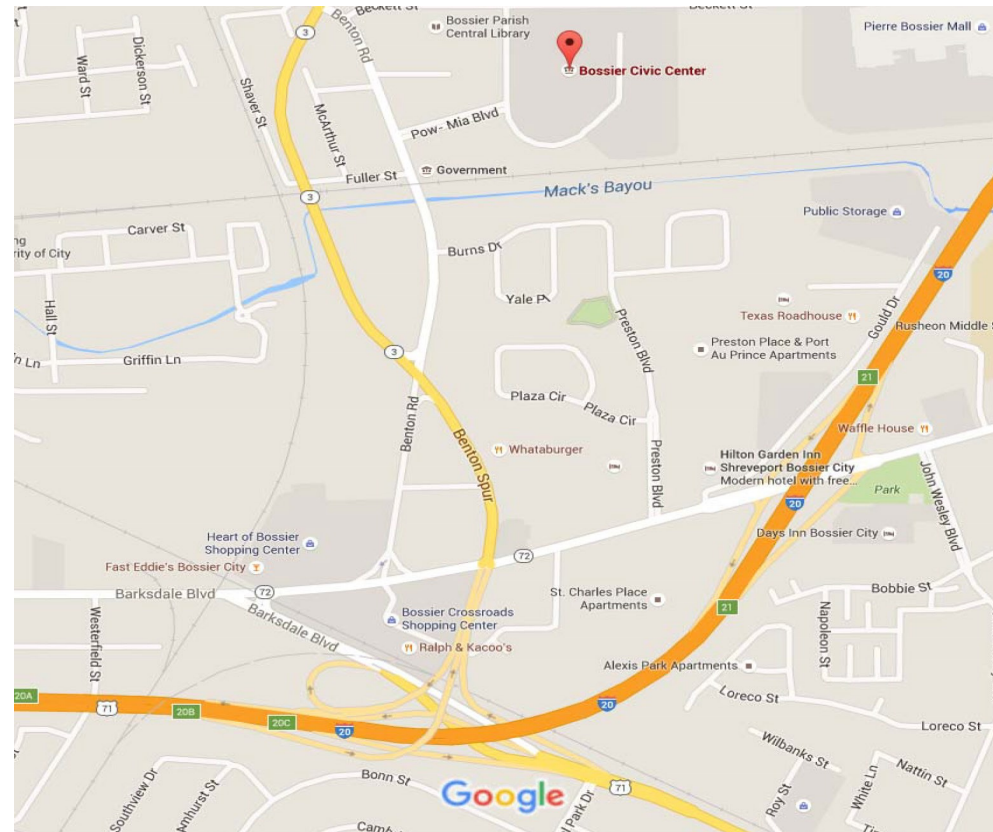 Beckett St
Beckett St
3
Benton Rd
Bossier Parish
Central Library
Pierre Bossier Mall
Bossier Civic Center
Dickerson St
Ward St
Shaver St
McArthur St
Pow- Mia Blvd
Fuller St
Government
3
Mack's Bayou
Public Storage
Carver St
ng
rity of City
Burns Dr
20
Yale Pl
Texas Roadhouse
Gould Dr
Rusheon Middle S
Hall St
Preston Blvd
Preston Place & Port
Au Prince Apartments
3
n Ln
Griffin Ln
21
Plaza Cir
Plaza Cir
Benton Rd
Benton Spur
Waffle House
Whataburger
Preston Blvd
Hilton Garden Inn
Shreveport Bossier City
Modern hotel with free...
John Wesley Blvd
Park
20
Heart of Bossier
Shopping Center
72
Days Inn Bossier City
Fast Eddie's Bossier City
Barksdale Blvd
72
St. Charles Place
Apartments
Bobbie St
Barksdale Blvd
Bossier Crossroads
Shopping Center
21
Napoleon St
Westerfield St
Ralph & Kacoo's
Alexis Park Apartments
20A
71
20B
20C
20
20
Loreco St
Loreco St
Wilbanks St
Southview Dr
Amhurst St
Bonn St
Google
71
Park Dr
Roy St
White Ln
Nattin St